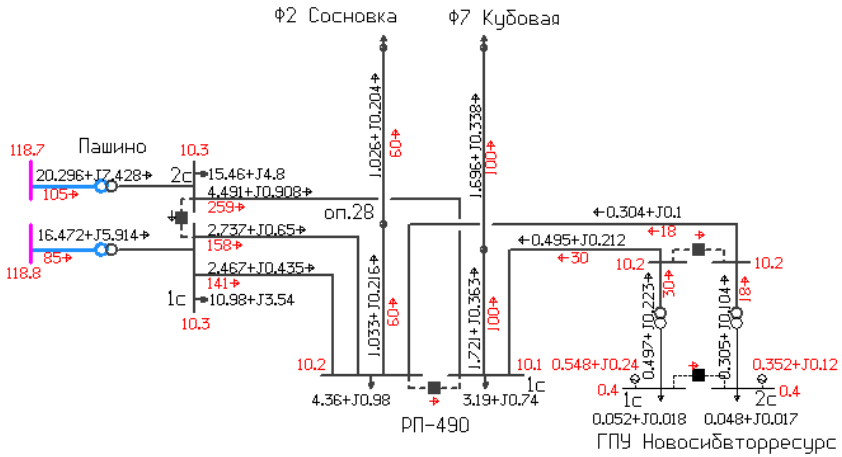 Ф2 Сосновка
Ф7 Кубовая
1.026+J0.204
60
1.696+J0.338
100
118.7
Пашино
10.3
20.296+J7.428
2с
15.46+J4.8
105
4.491+J0.908
259
оп.28
0.304+J0.1
18
16.472+J5.914
2.737+J0.65
158
0.495+J0.212
30
85
118.8
2.467+J0.435
141
10.2
10.2
1с
10.98+J3.54
10.3
1.033+J0.216
60
1.721+J0.363
100
0.497+J0.223
30
0.305+J0.104
18
10.2
10.1
1с
0.548+J0.24
0.352+J0.12
0.4
0.4
1с
2с
4.36+J0.98
3.19+J0.74
0.052+J0.018
0.048+J0.017
РП-490
ГПУ Новосибвторресурс